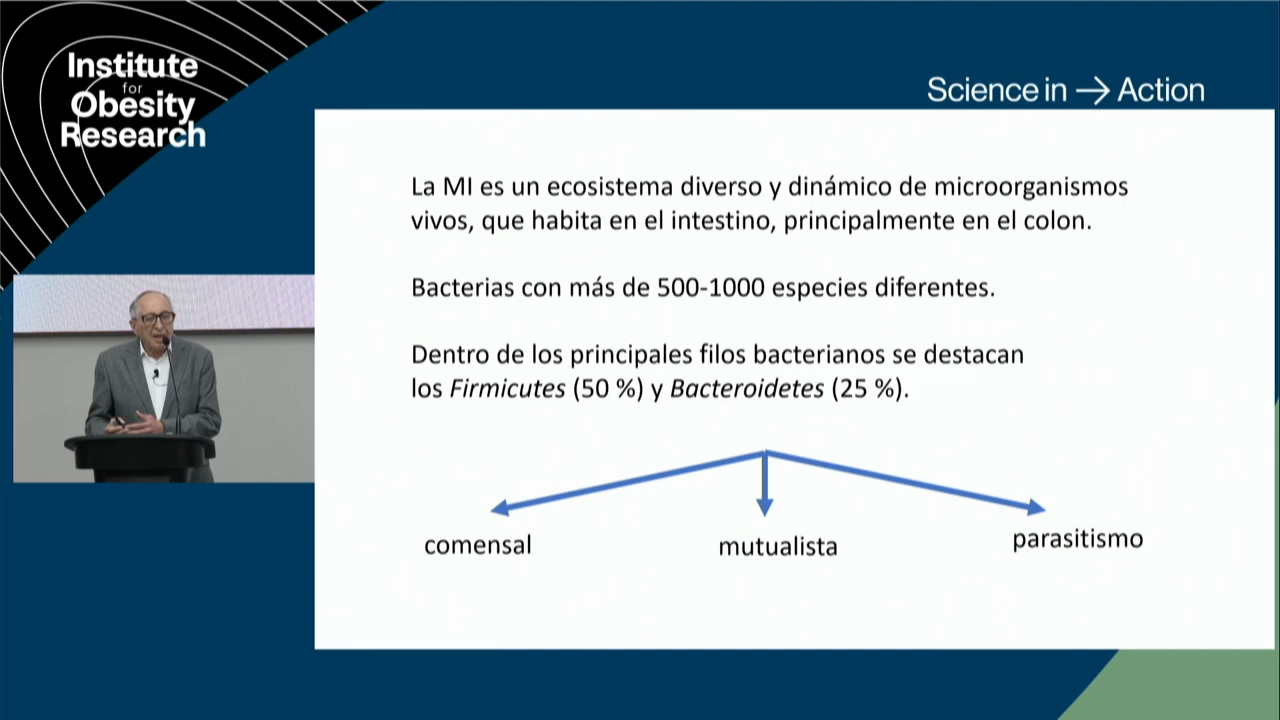 Institute
for
Obesity
Research
Science in → Action
La MI es un ecosistema diverso y dinámico de microorganismos
vivos, que habita en el intestino, principalmente en el colon.
Bacterias con más de 500-1000 especies diferentes.
Dentro de los principales filos bacterianos se destacan
los Firmicutes (50 %) y Bacteroidetes (25 %).
comensal
mutualista
parasitismo